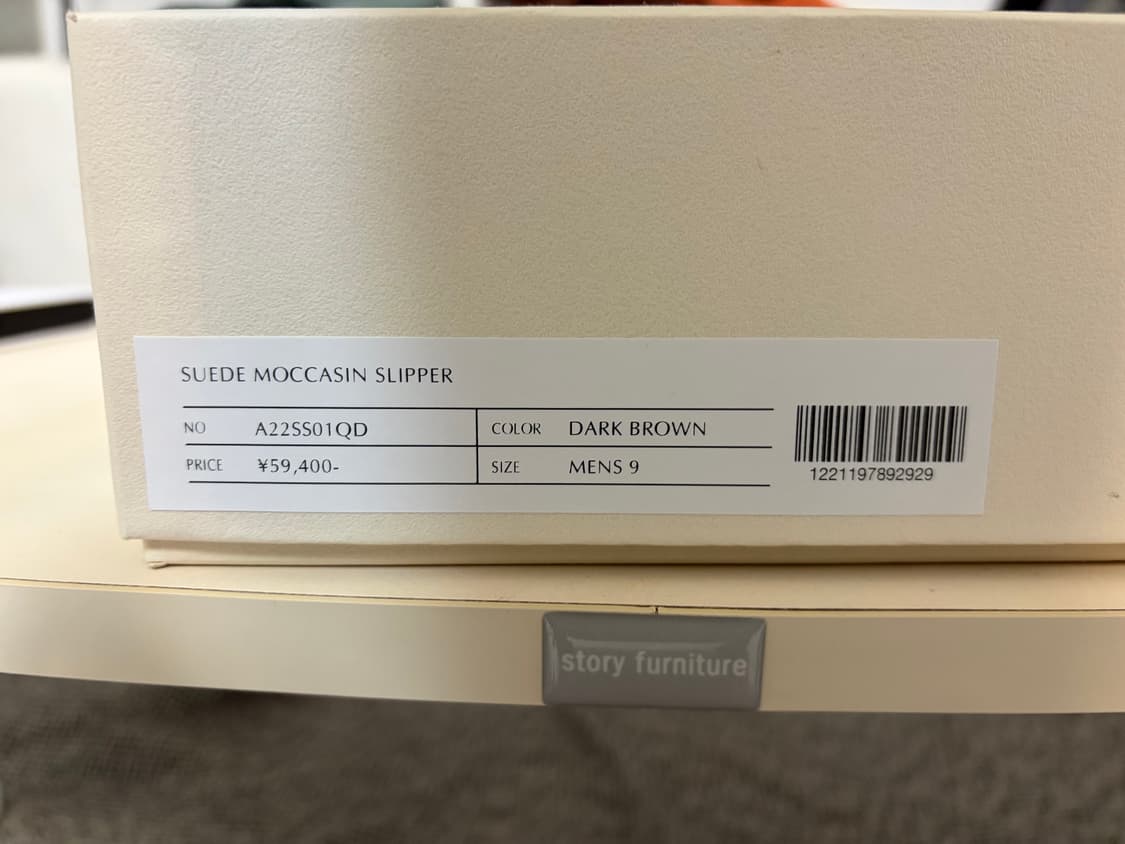 SUEDE MOCCASIN SLIPPER
NO A22SS01QD COLOR DARK BROWN
PRICE ¥59,400- SIZE MENS 9
1221197892929
story furniture